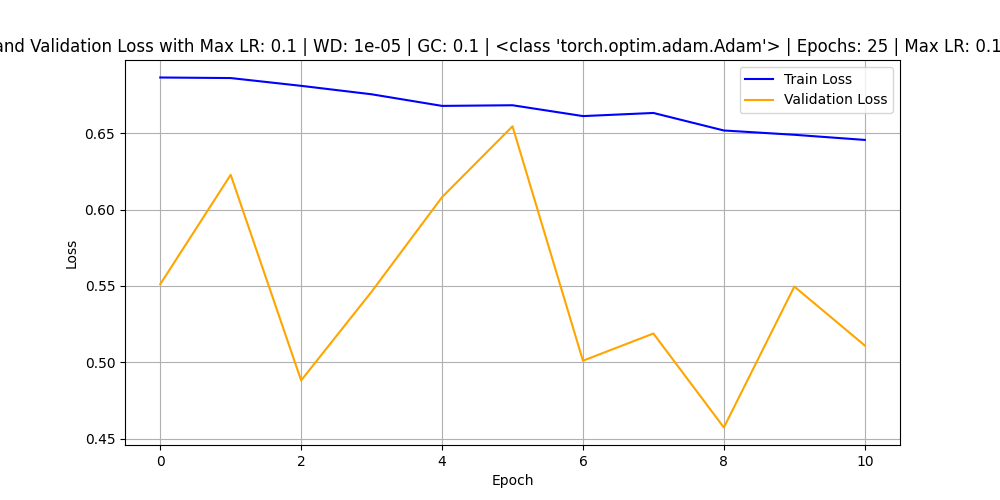 and Validation Loss with Max LR: 0.1 | WD: 1e-05 | GC: 0.1 | <class 'torch.optim.adam.Adam'> | Epochs: 25 | Max LR: 0.1
Train Loss
Validation Loss
0.65
0.60
0.55
0.50
0.45
Loss
0 2 4 6 8 10
Epoch